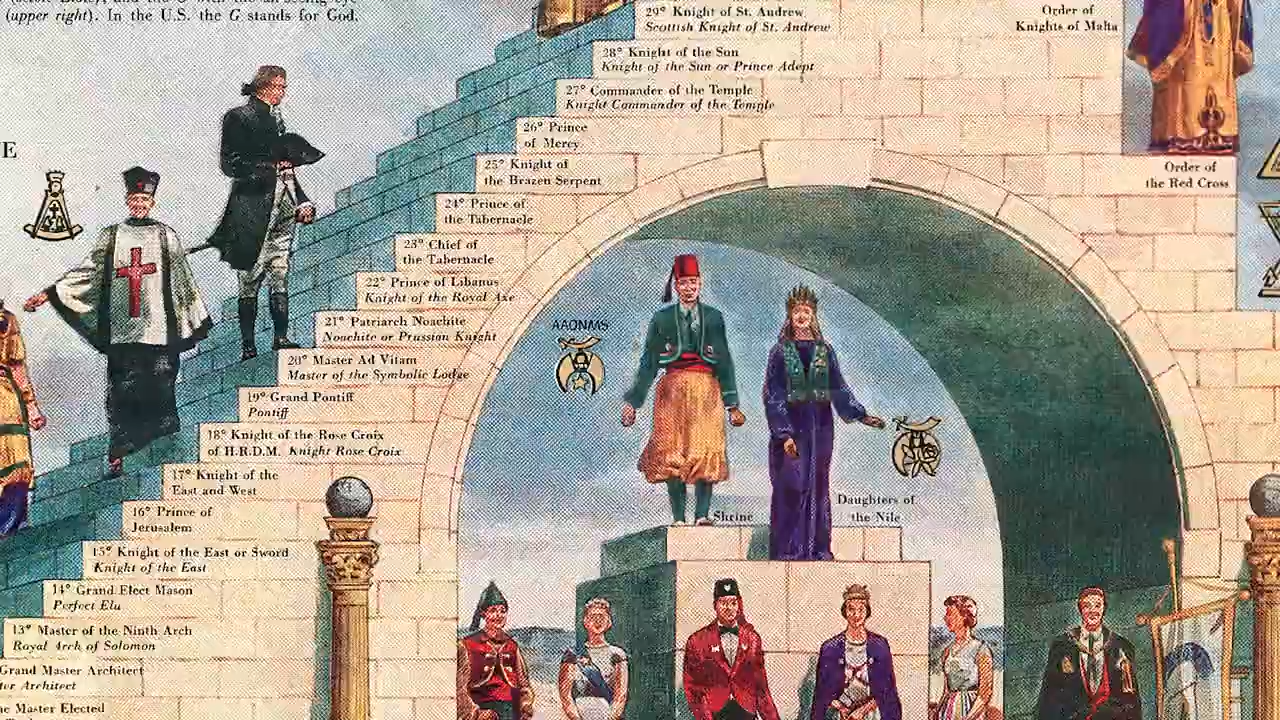 (upper right). In the U.S. the G stands for God.
E
29° Knight of St. Andrew
Scottish Knight of St. Andrew
28° Knight of the Sun
Knight of the Sun or Prince Adept
27° Commander of the Temple
Knight Commander of the Temple
26° Prince
of Mercy
25° Knight of
the Brazen Serpent
24° Prince of
the Tabernacle
23° Chief of
the Tabernacle
22° Prince of Libanus
Knight of the Royal Axe
21° Patriarch Noachite
Noachite or Prussian Knight
20° Master Ad Vitam
Master of the Symbolic Lodge
19° Grand Pontiff
Pontiff
18° Knight of the Rose Croix
of H.R.D.M. Knight Rose Croix
17° Knight of the
East and West
16° Prince of
Jerusalem
15° Knight of the East or Sword
Knight of the East
14° Grand Elect Mason
Perfect Elu
13° Master of the Ninth Arch
Royal Arch of Solomon
Grand Master Architect
Architect
Master Elected
Order of
Knights of Malta
Order of
the Red Cross
AAONMS
Shrine
Daughters of
the Nile